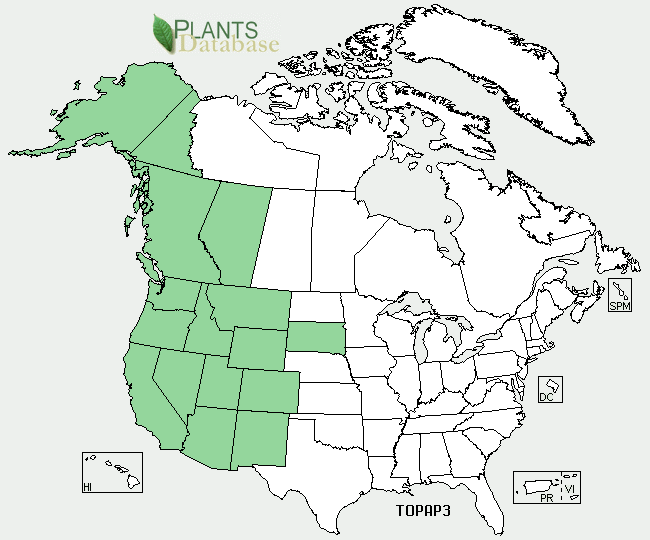 PLANTS
Database
SPM
DC
HI
PR
VI
TOPAP3